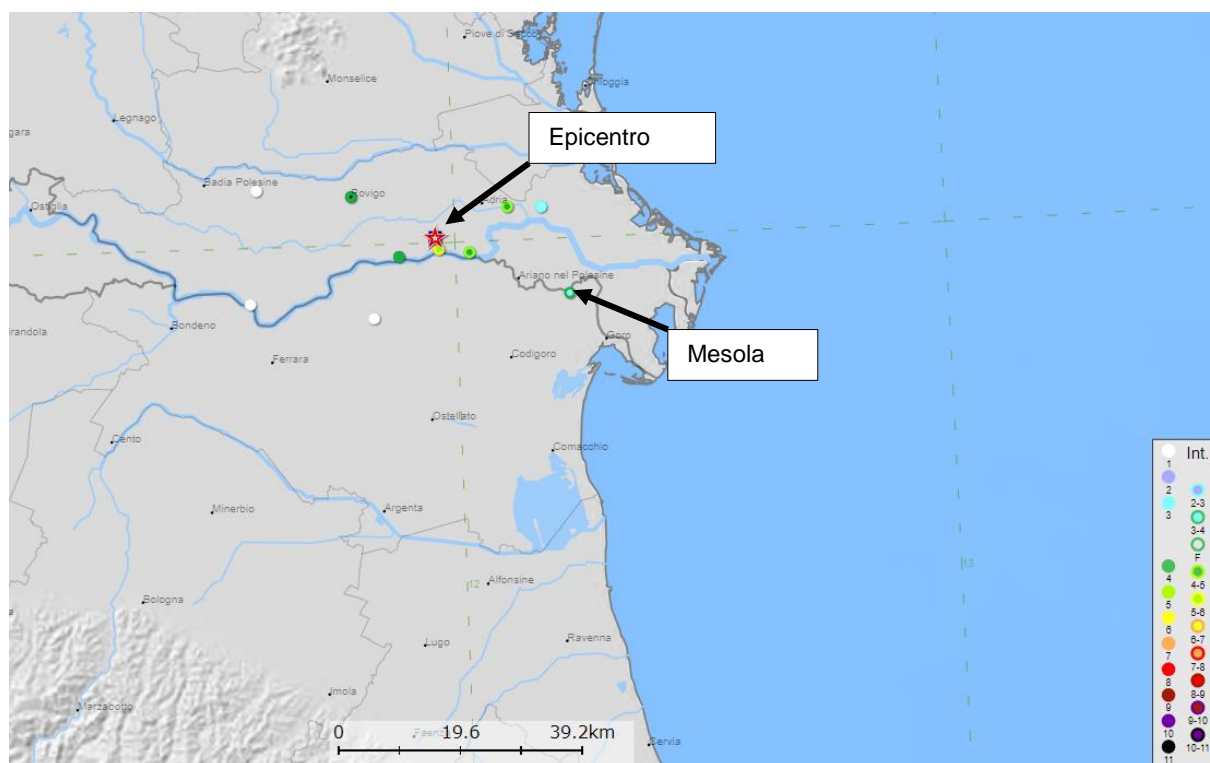 Piove di Sacco
Monselice
Chioggia
Legnago
gara
Epicentro
Badia Polesine
Rovigo
Adria
Ostiglia
Ariano nel Polesine
Bondeno
irandola
Goro
Mesola
Ferrara
Codigoro
Ostellato
Cento
Comacchio
Int.
1
2
2-3
3
3-4
F
4
4-5
5
5-6
6
6-7
7
7-8
8
8-9
9
9-10
10
10-11
11
Minerbio
Argenta
12
13
Alfonsine
Bologna
Lugo
Ravenna
Imola
Marzabotto
0 19.6 39.2km
Cervia